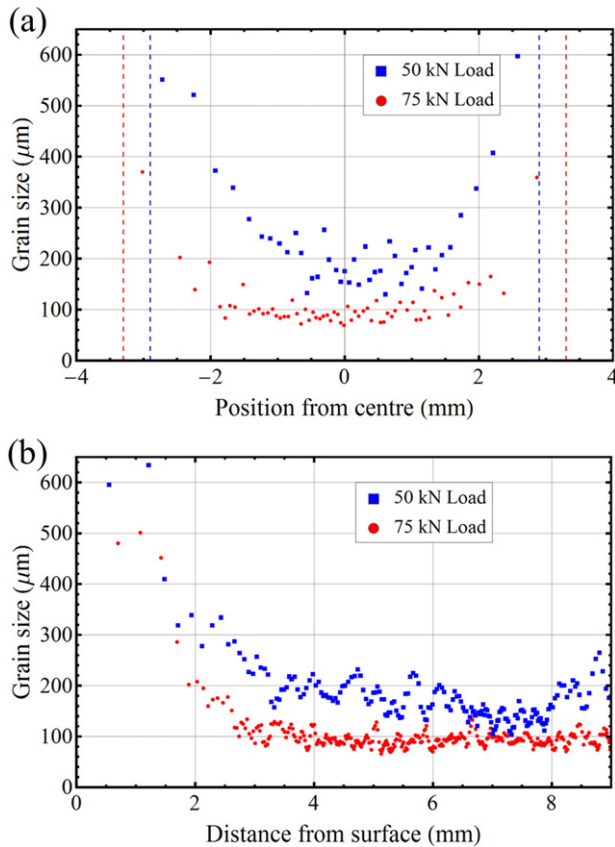 (a)
600
500
400
300
200
100
0
Grain size (μm)
50 kN Load
75 kN Load
−4
−2
0
2
4
Position from centre (mm)
(b)
600
500
400
300
200
100
0
Grain size (μm)
50 kN Load
75 kN Load
0
2
4
6
8
Distance from surface (mm)